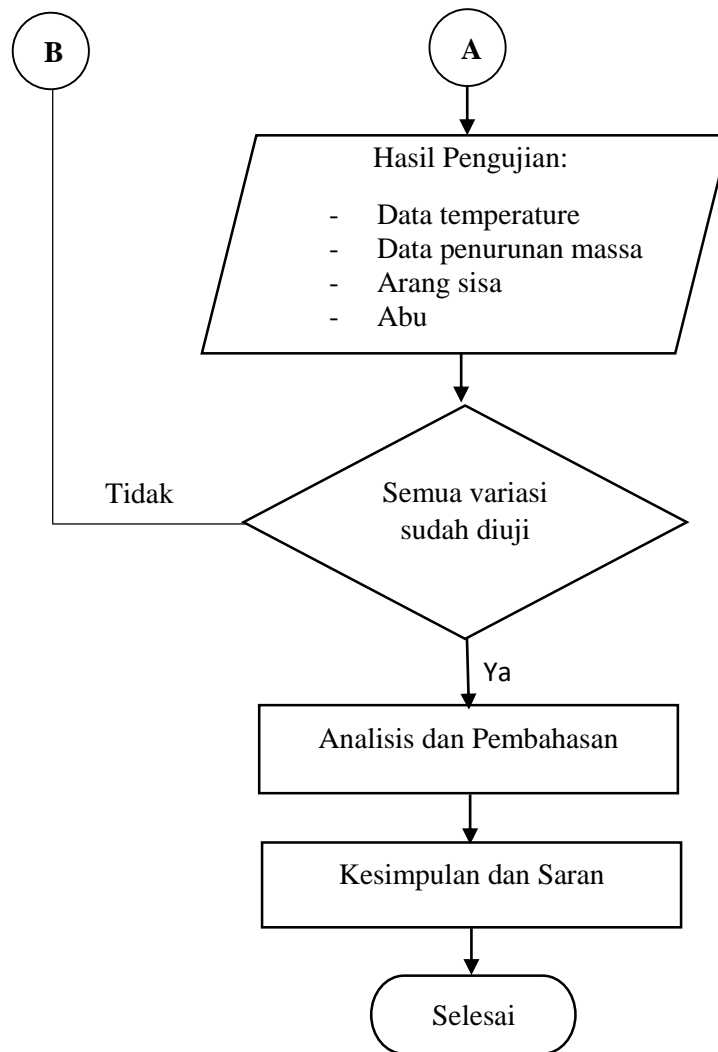 B
A
Hasil Pengujian:
- Data temperature
- Data penurunan massa
- Arang sisa
- Abu
Tidak
Semua variasi
sudah diuji
Ya
Analisis dan Pembahasan
Kesimpulan dan Saran
Selesai